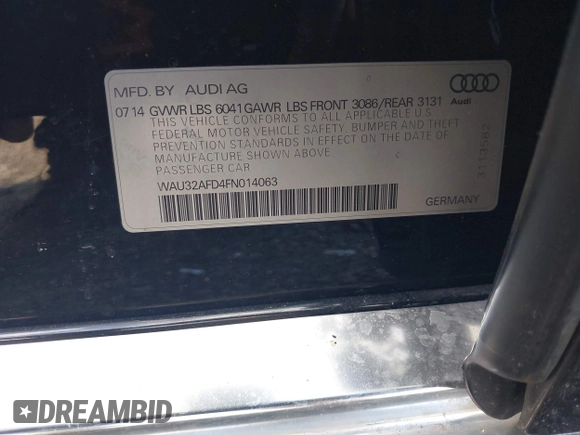 MFD. BY AUDI AG
07 14 GVWR LBS 6041 GAWR LBS FRONT 3086/REAR 3131
THIS VEHICLE CONFORMS TO ALL APPLICABLE U S
FEDERAL MOTOR VEHICLE SAFETY, BUMPER AND THEFT
PREVENTION STANDARDS IN EFFECT ON THE DATE OF
MANUFACTURE SHOWN ABOVE
PASSENGER CAR
WAU32AFD4FN014063
Audi
GERMANY
DREAMBID